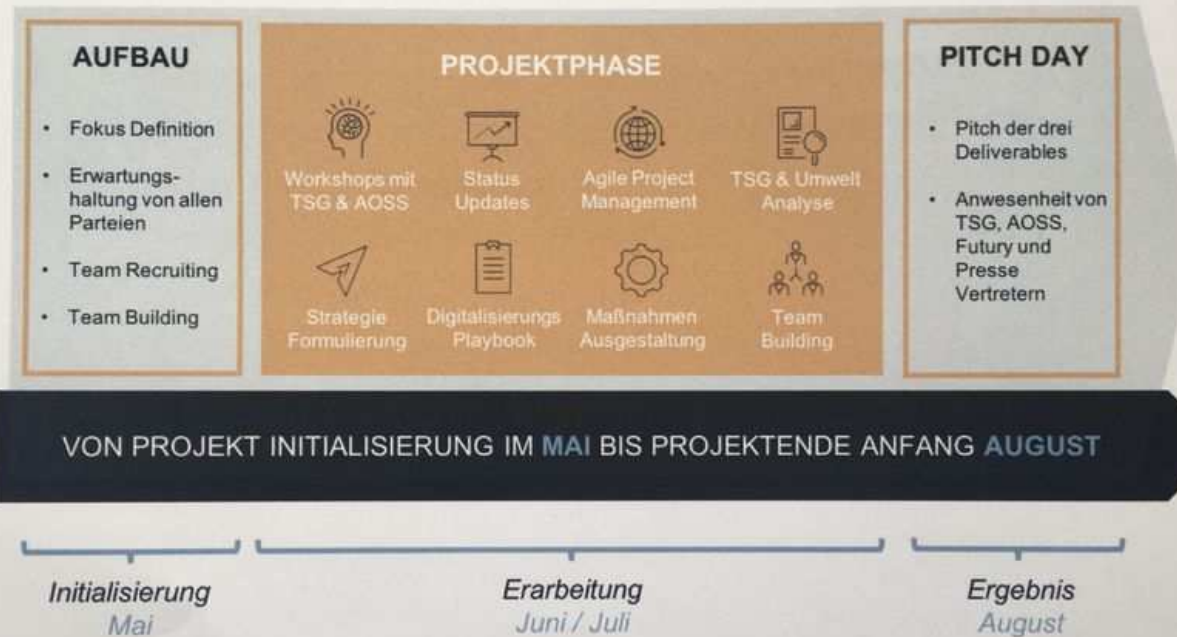 AUFBAU
• Fokus Definition
• Erwartungs-
haltung von allen
Parteien
• Team Recruiting
• Team Building
PROJEKTPHASE
Workshops mit
TSG & AOSS
Status
Updates
Agile Project
Management
TSG & Umwelt
Analyse
Strategie
Formulierung
Digitalisierungs
Playbook
Maßnahmen
Ausgestaltung
Team
Building
PITCH DAY
• Pitch der drei
Deliverables
• Anwesenheit von
TSG, AOSS,
Futury und
Presse
Vertretern
VON PROJEKT INITIALISIERUNG IM MAI BIS PROJEKTENDE ANFANG AUGUST
Initialisierung
Mai
Erarbeitung
Juni / Juli
Ergebnis
August